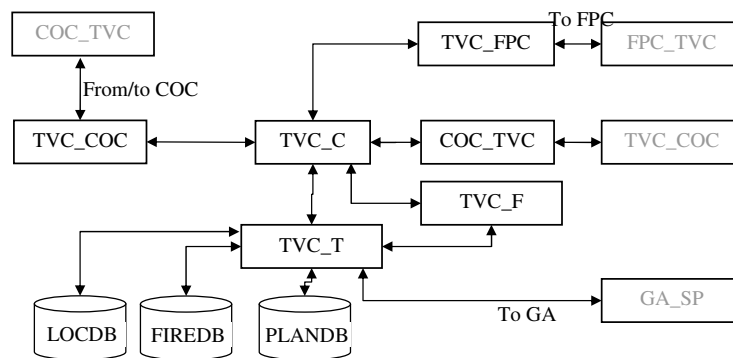 To FPC
COC_TVC
TVC_FPC
FPC_TVC
From/to COC
TVC_COC
TVC_C
COC_TVC
TVC_COC
TVC_F
TVC_T
GA_SP
To GA
LOCDB
FIREDB
PLANDB